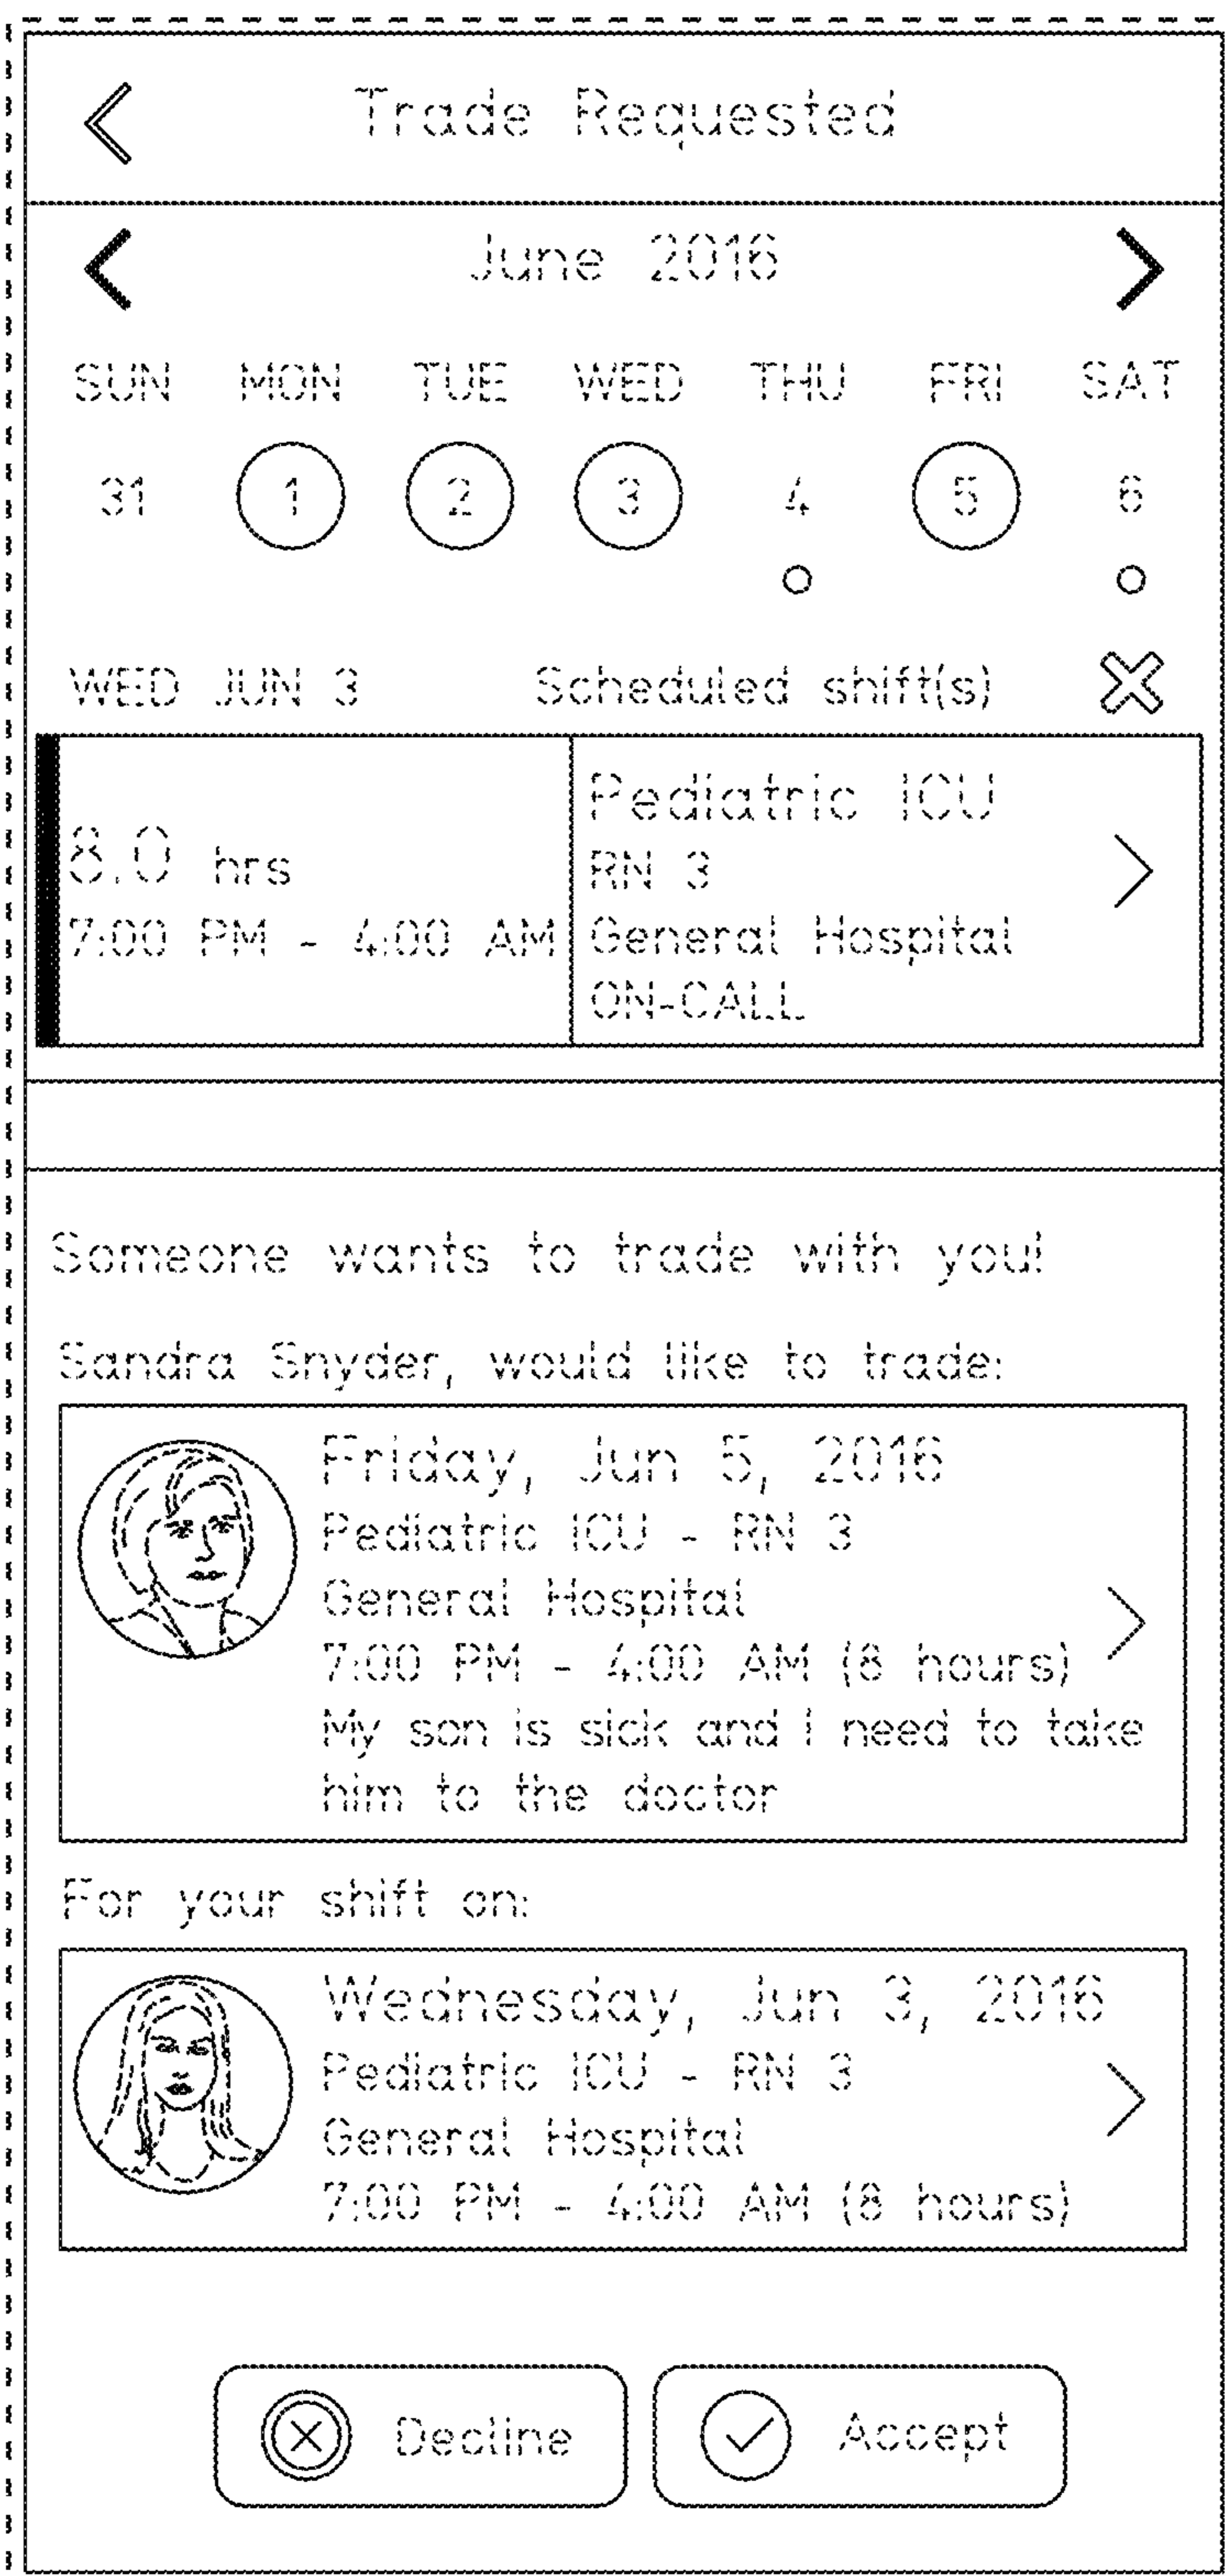 Trade Requested
June 2016
SUN MON TUE WED THU FRI SAT
31 1 2 3 4 5 6
WED JUN 3 Scheduled shift(s)
8.0 hrs
7:00 PM - 4:00 AM
Pediatric ICU
RN 3
General Hospital
ON-CALL
Someone wants to trade with you!
Sandra Snyder, would like to trade:
Friday, Jun 5, 2016
Pediatric ICU - RN 3
General Hospital
7:00 PM - 4:00 AM (8 hours)
My son is sick and I need to take
him to the doctor
For your shift on:
Wednesday, Jun 3, 2016
Pediatric ICU - RN 3
General Hospital
7:00 PM - 4:00 AM (8 hours)
Decline Accept